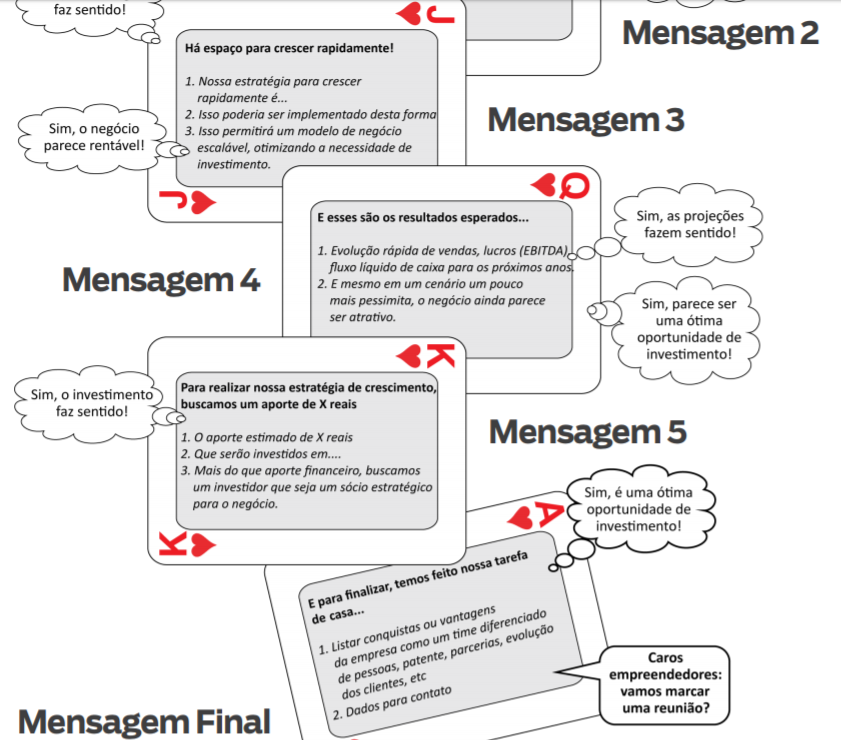 faz sentido!
J
Mensagem 2
Há espaço para crescer rapidamente!
1. Nossa estratégia para crescer
rapidamente é...
2. Isso poderia ser implementado desta forma
3. Isso permitirá um modelo de negócio
escalável, otimizando a necessidade de
investimento.
J
Sim, o negócio
parece rentável!
Mensagem 3
Q
E esses são os resultados esperados...
1. Evolução rápida de vendas, lucros (EBITDA),
fluxo líquido de caixa para os próximos anos.
2. E mesmo em um cenário um pouco
mais pessimita, o negócio ainda parece
ser atrativo.
Sim, as projeções
fazem sentido!
Sim, parece ser
uma ótima
oportunidade de
investimento!
Mensagem 4
K
Para realizar nossa estratégia de crescimento,
buscamos um aporte de X reais
1. O aporte estimado de X reais
2. Que serão investidos em....
3. Mais do que aporte financeiro, buscamos
um investidor que seja um sócio estratégico
para o negócio.
K
Sim, o investimento
faz sentido!
Mensagem 5
A
E para finalizar, temos feito nossa tarefa
de casa...
1. Listar conquistas ou vantagens
da empresa como um time diferenciado
de pessoas, patente, parcerias, evolução
dos clientes, etc
2. Dados para contato
Sim, é uma ótima
oportunidade de
investimento!
Caros
empreendedores:
vamos marcar
uma reunião?
Mensagem Final